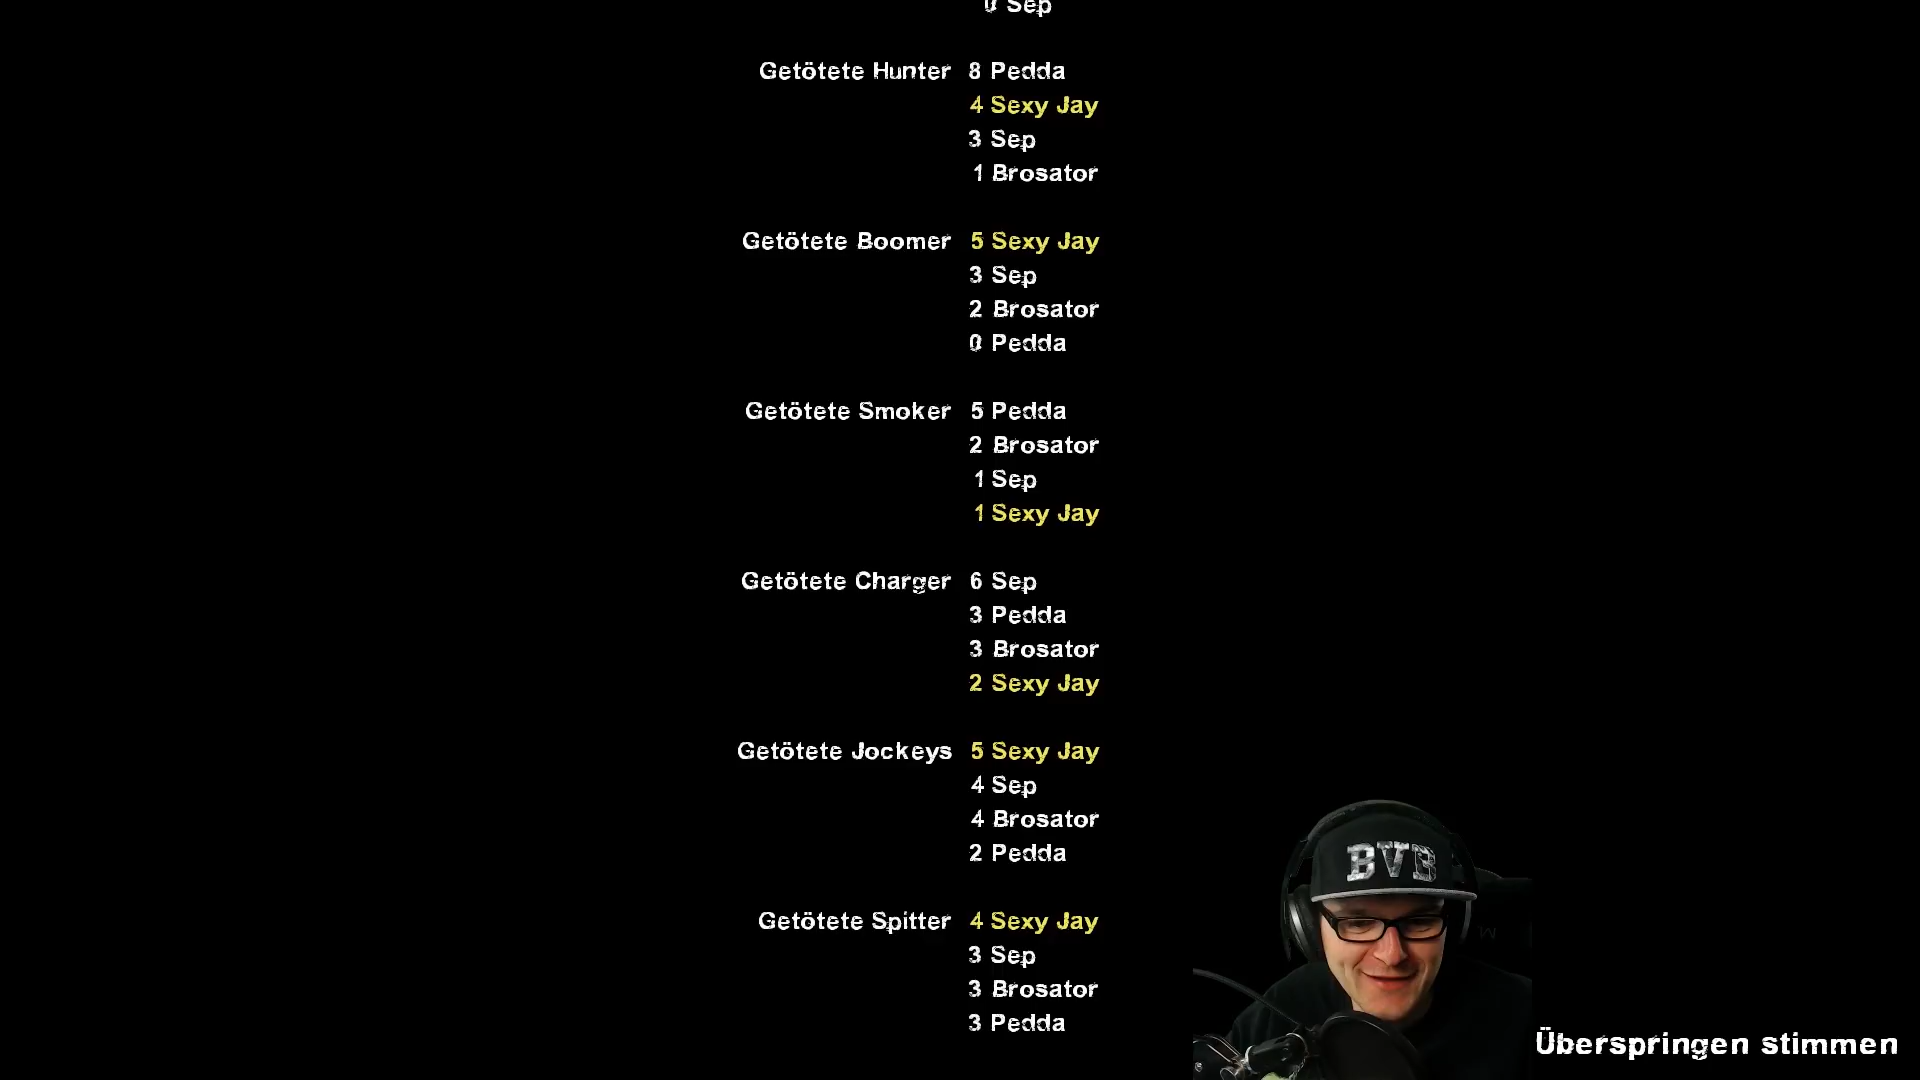 0 Sep
Getötete Hunter 8 Pedda
4 Sexy Jay
3 Sep
1 Brosator
Getötete Boomer 5 Sexy Jay
3 Sep
2 Brosator
0 Pedda
Getötete Smoker 5 Pedda
2 Brosator
1 Sep
1 Sexy Jay
Getötete Charger 6 Sep
3 Pedda
3 Brosator
2 Sexy Jay
Getötete Jockeys 5 Sexy Jay
4 Sep
4 Brosator
2 Pedda
Getötete Spitter 4 Sexy Jay
3 Sep
3 Brosator
3 Pedda
BVB
Überspringen stimmen